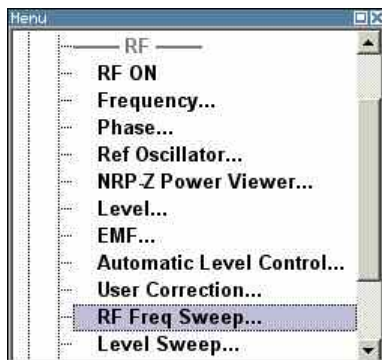 Menu
RF
RF ON
Frequency...
Phase...
Ref Oscillator...
NRP-Z Power Viewer...
Level...
EMF...
Automatic Level Control...
User Correction...
RF Freq Sweep...
Level Sweep...